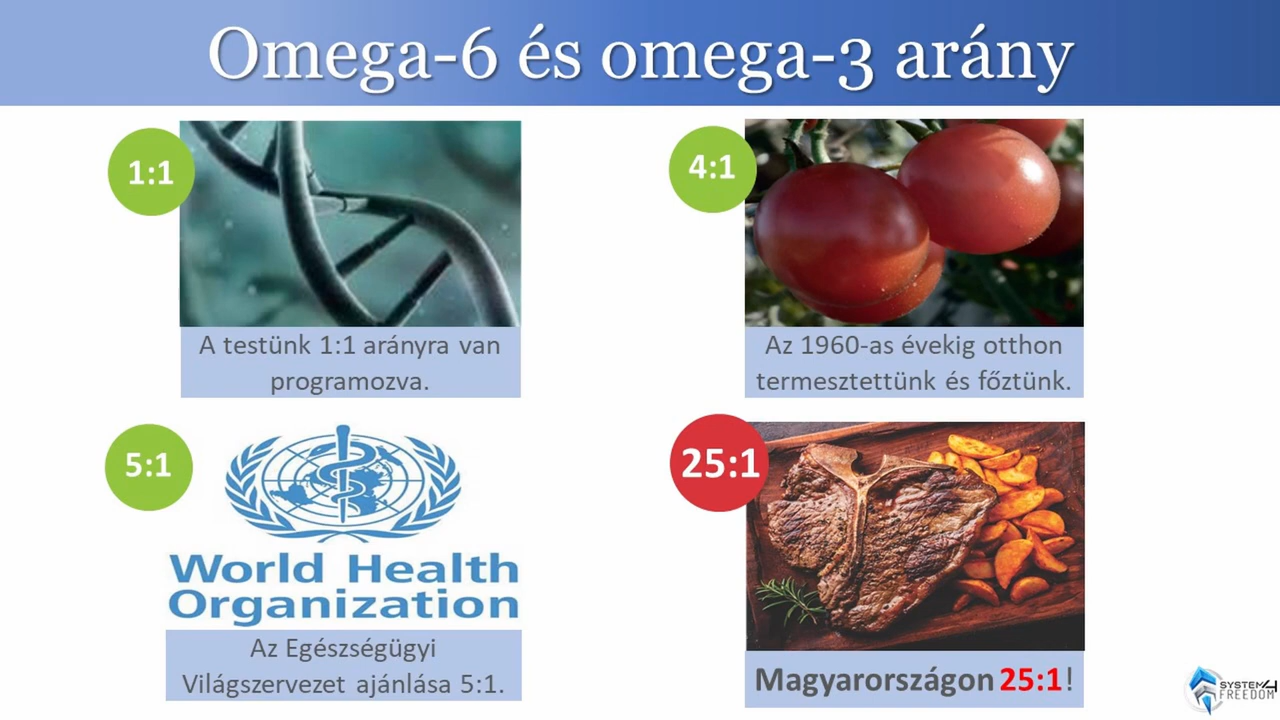 Omega-6 és omega-3 arány
1:1
A testünk 1:1 arányra van
programozva.
4:1
Az 1960-as évekig otthon
termesztettünk és főztünk.
5:1
World Health
Organization
Az Egészségügyi
Világszervezet ajánlása 5:1.
25:1
Magyarországon 25:1!
SYSTEM4
FREEDOM